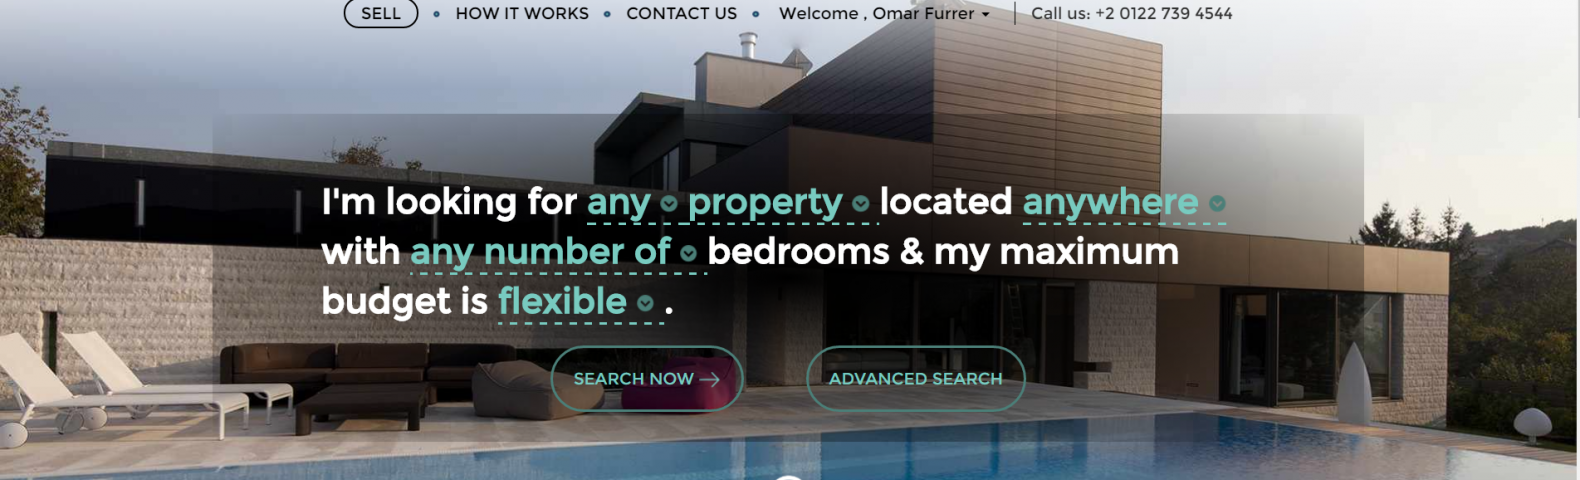 SELL • HOW IT WORKS • CONTACT US • Welcome , Omar Furrer Call us: +2 0122 739 4544
I'm looking for any property located anywhere
with any number of bedrooms & my maximum
budget is flexible .
SEARCH NOW → ADVANCED SEARCH